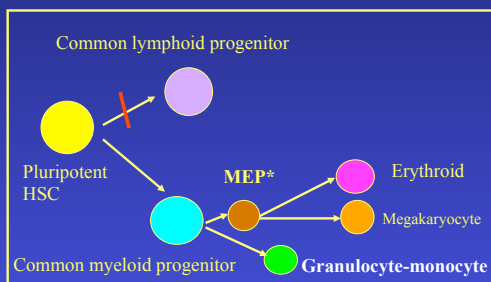 Common lymphoid progenitor
Pluripotent
HSC
MEP*
Erythroid
Megakaryocyte
Common myeloid progenitor
Granulocyte-monocyte